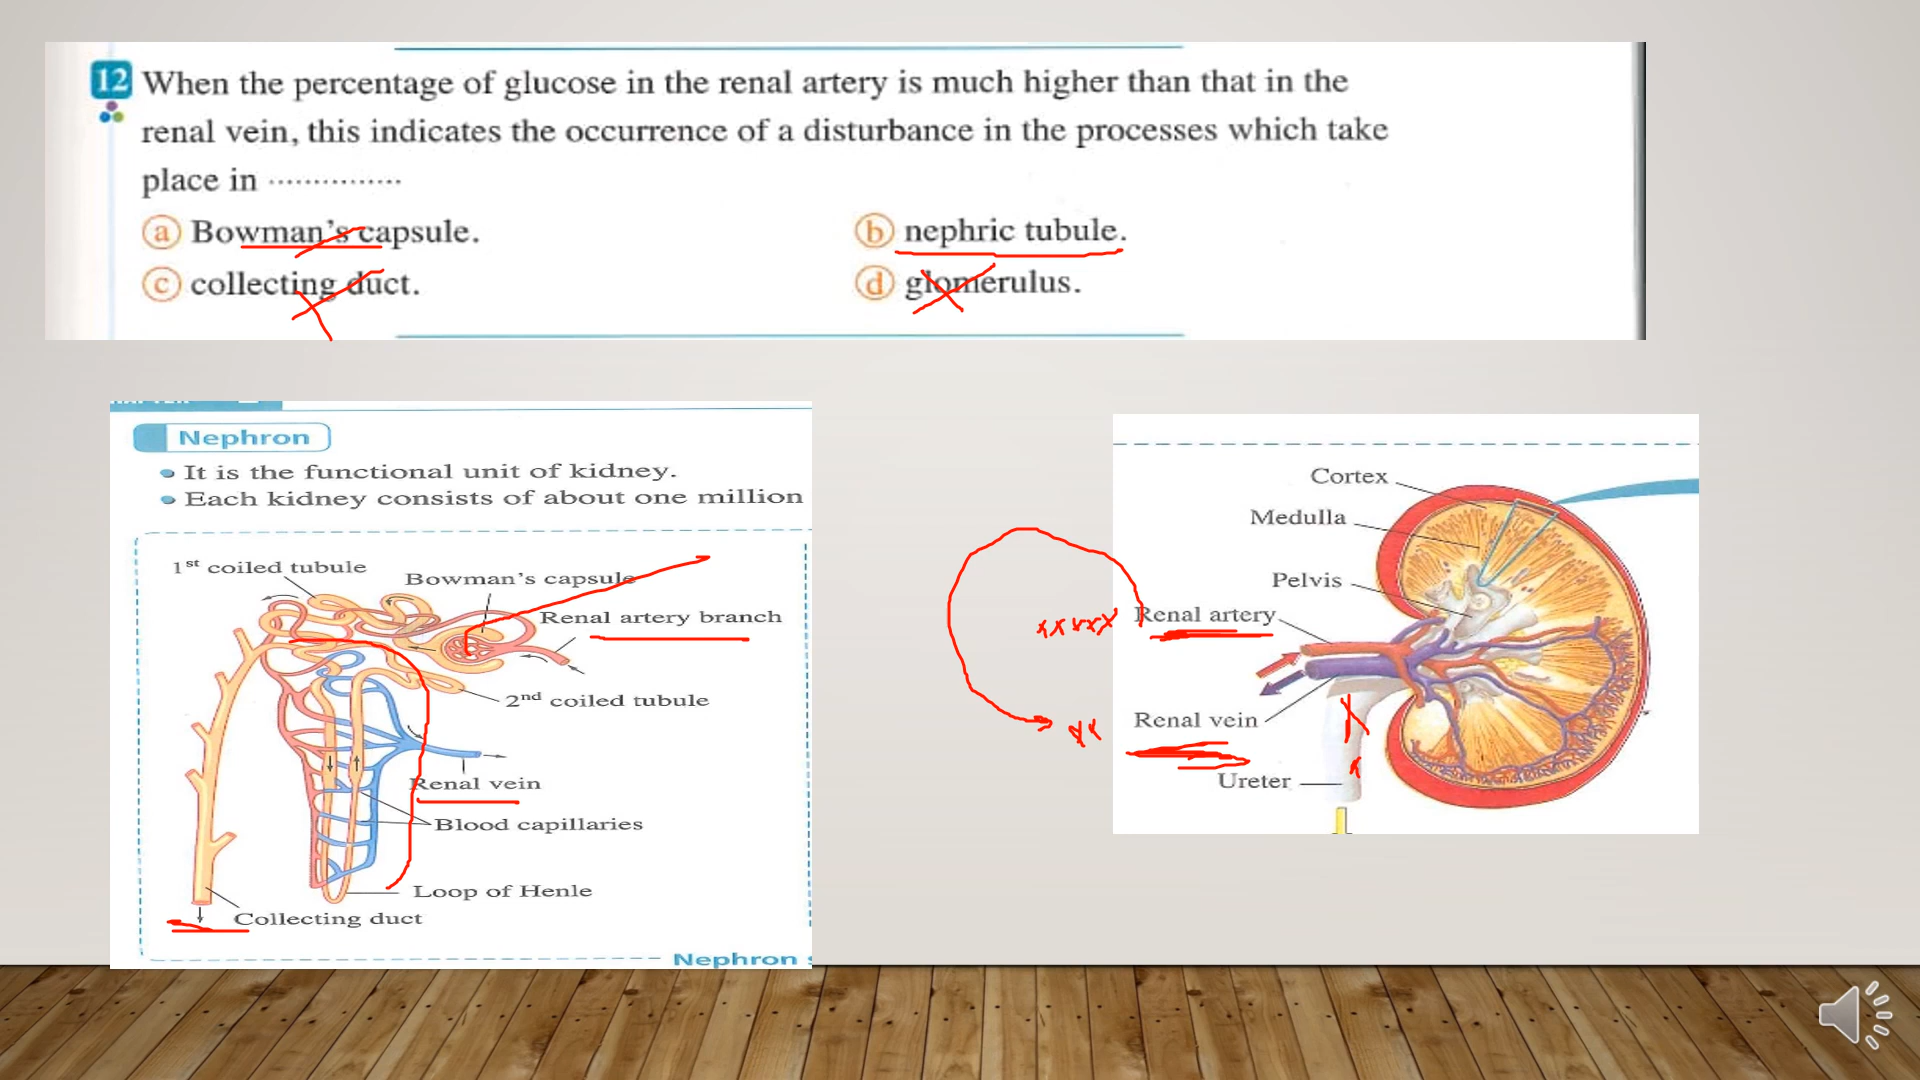 12 When the percentage of glucose in the renal artery is much higher than that in the
renal vein, this indicates the occurrence of a disturbance in the processes which take
place in ...............
a Bowman's capsule.
b nephric tubule.
c collecting duct.
d glomerulus.
Nephron
It is the functional unit of kidney.
Each kidney consists of about one million
1st coiled tubule
Bowman's capsule
Renal artery branch
2nd coiled tubule
Renal vein
Blood capillaries
Loop of Henle
Collecting duct
Nephron
Cortex
Medulla
Pelvis
xxxxx
Renal artery
xx
Renal vein
Ureter